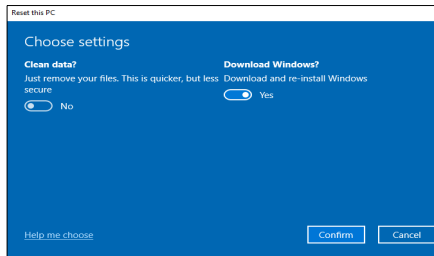 Reset this PC
Choose settings
Clean data?
Just remove your files. This is quicker, but less
secure
No
Download Windows?
Download and re-install Windows
Yes
Help me choose
Confirm
Cancel